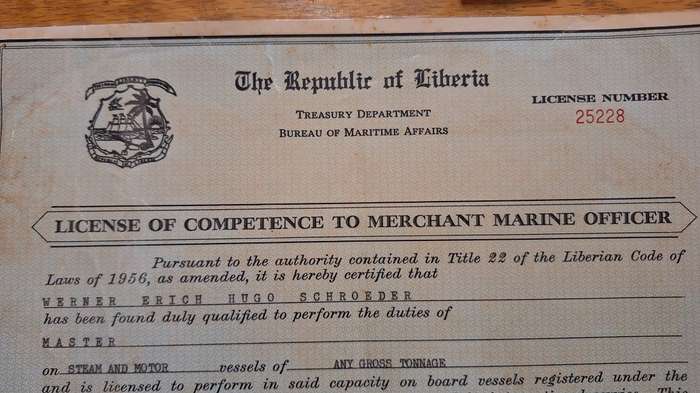 The Republic of Liberia
TREASURY DEPARTMENT
BUREAU OF MARITIME AFFAIRS
LICENSE NUMBER
25228
LICENSE OF COMPETENCE TO MERCHANT MARINE OFFICER
Pursuant to the authority contained in Title 22 of the Liberian Code of
Laws of 1956, as amended, it is hereby certified that
WERNER ERICH HUGO SCHROEDER
has been found duly qualified to perform the duties of
MASTER
on STEAM AND MOTOR vessels of ANY GROSS TONNAGE
and is licensed to perform in said capacity on board vessels registered under the